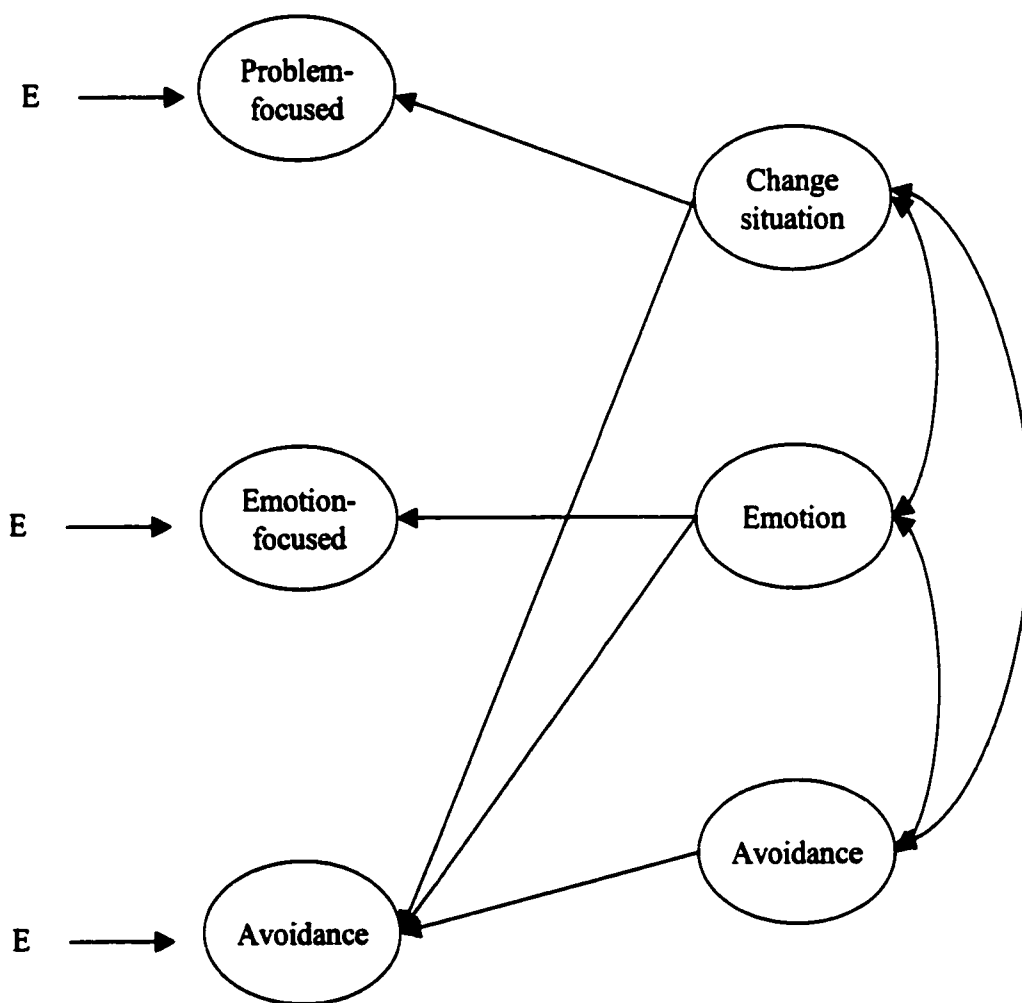 Problem-
focused
E
Change
situation
Emotion-
focused
E
Emotion
Avoidance
Avoidance
E